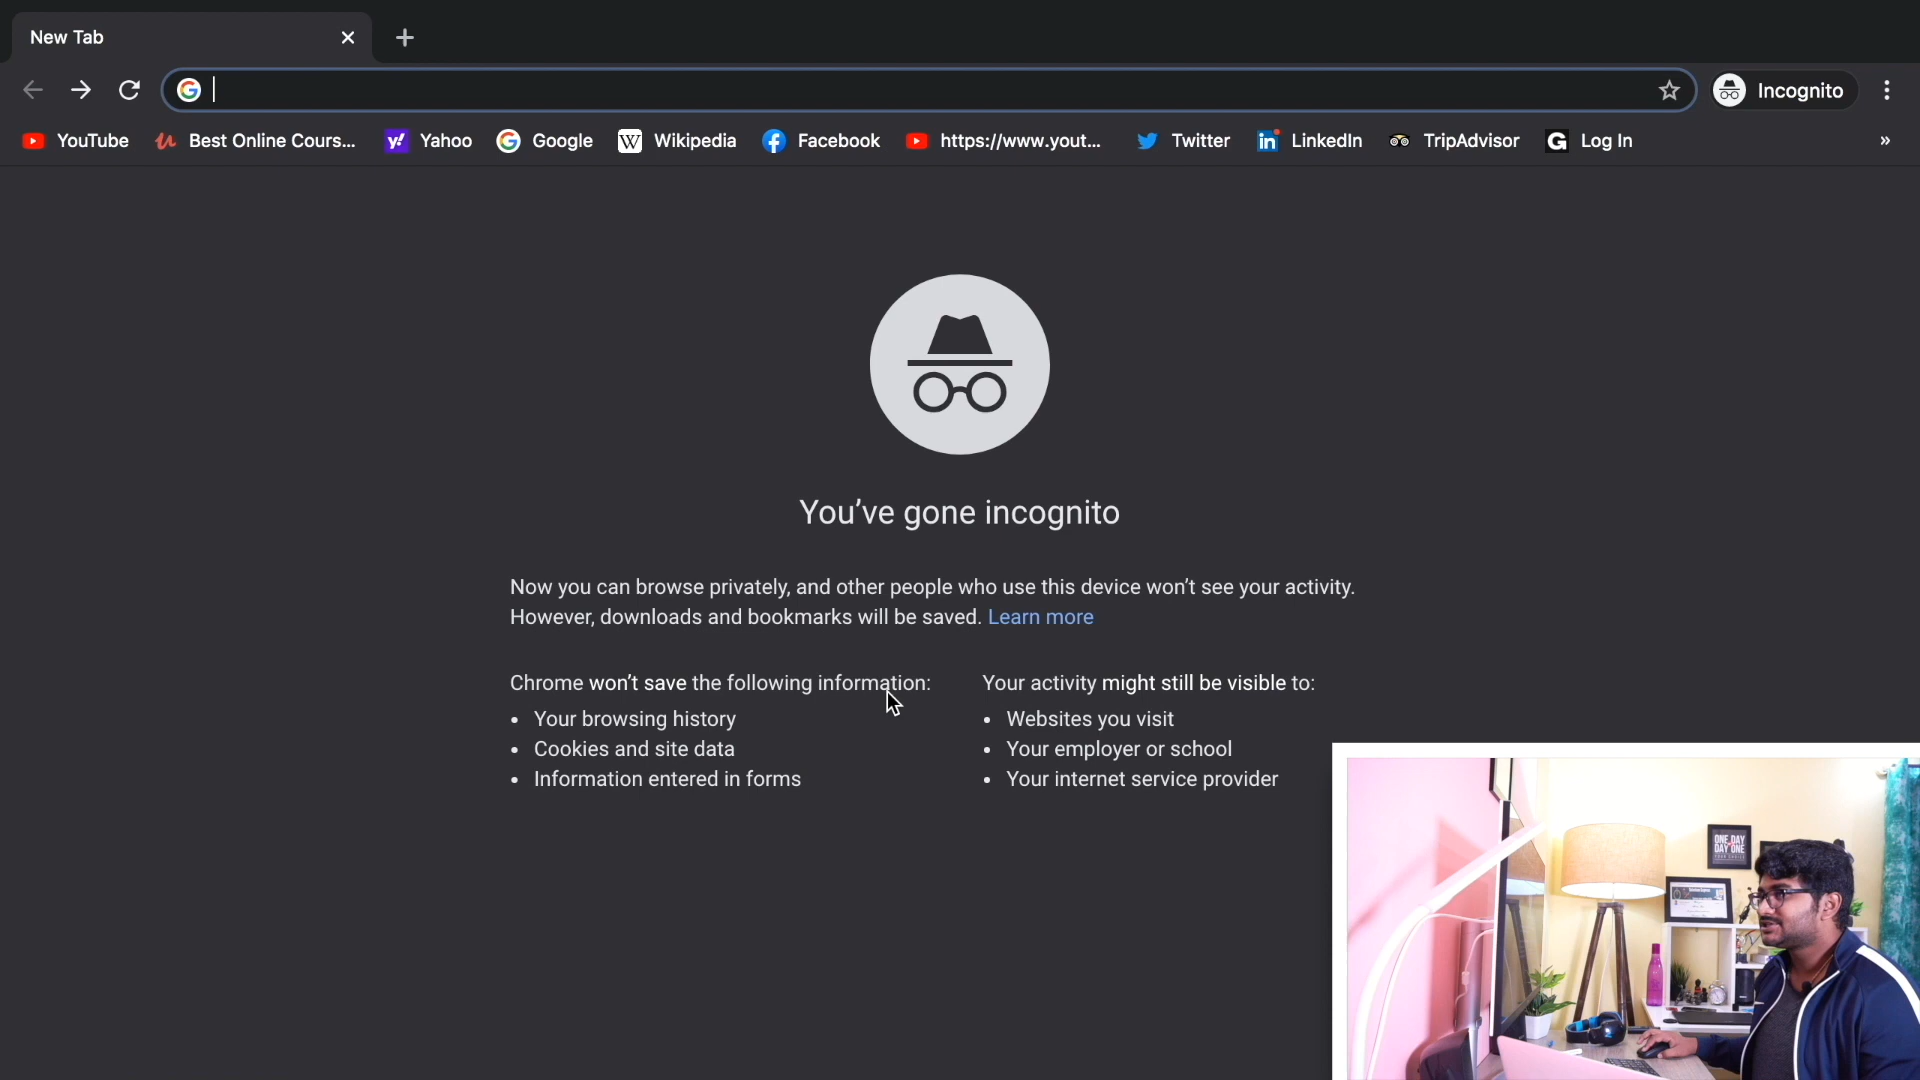 New Tab
Incognito
YouTube
Best Online Cours...
Yahoo
Google
Wikipedia
Facebook
https://www.yout...
Twitter
LinkedIn
TripAdvisor
Log In
You've gone incognito
Now you can browse privately, and other people who use this device won't see your activity.
However, downloads and bookmarks will be saved. Learn more
Chrome won't save the following information:
• Your browsing history
• Cookies and site data
• Information entered in forms
Your activity might still be visible to:
• Websites you visit
• Your employer or school
• Your internet service provider
ONE DAY
DAY ONE